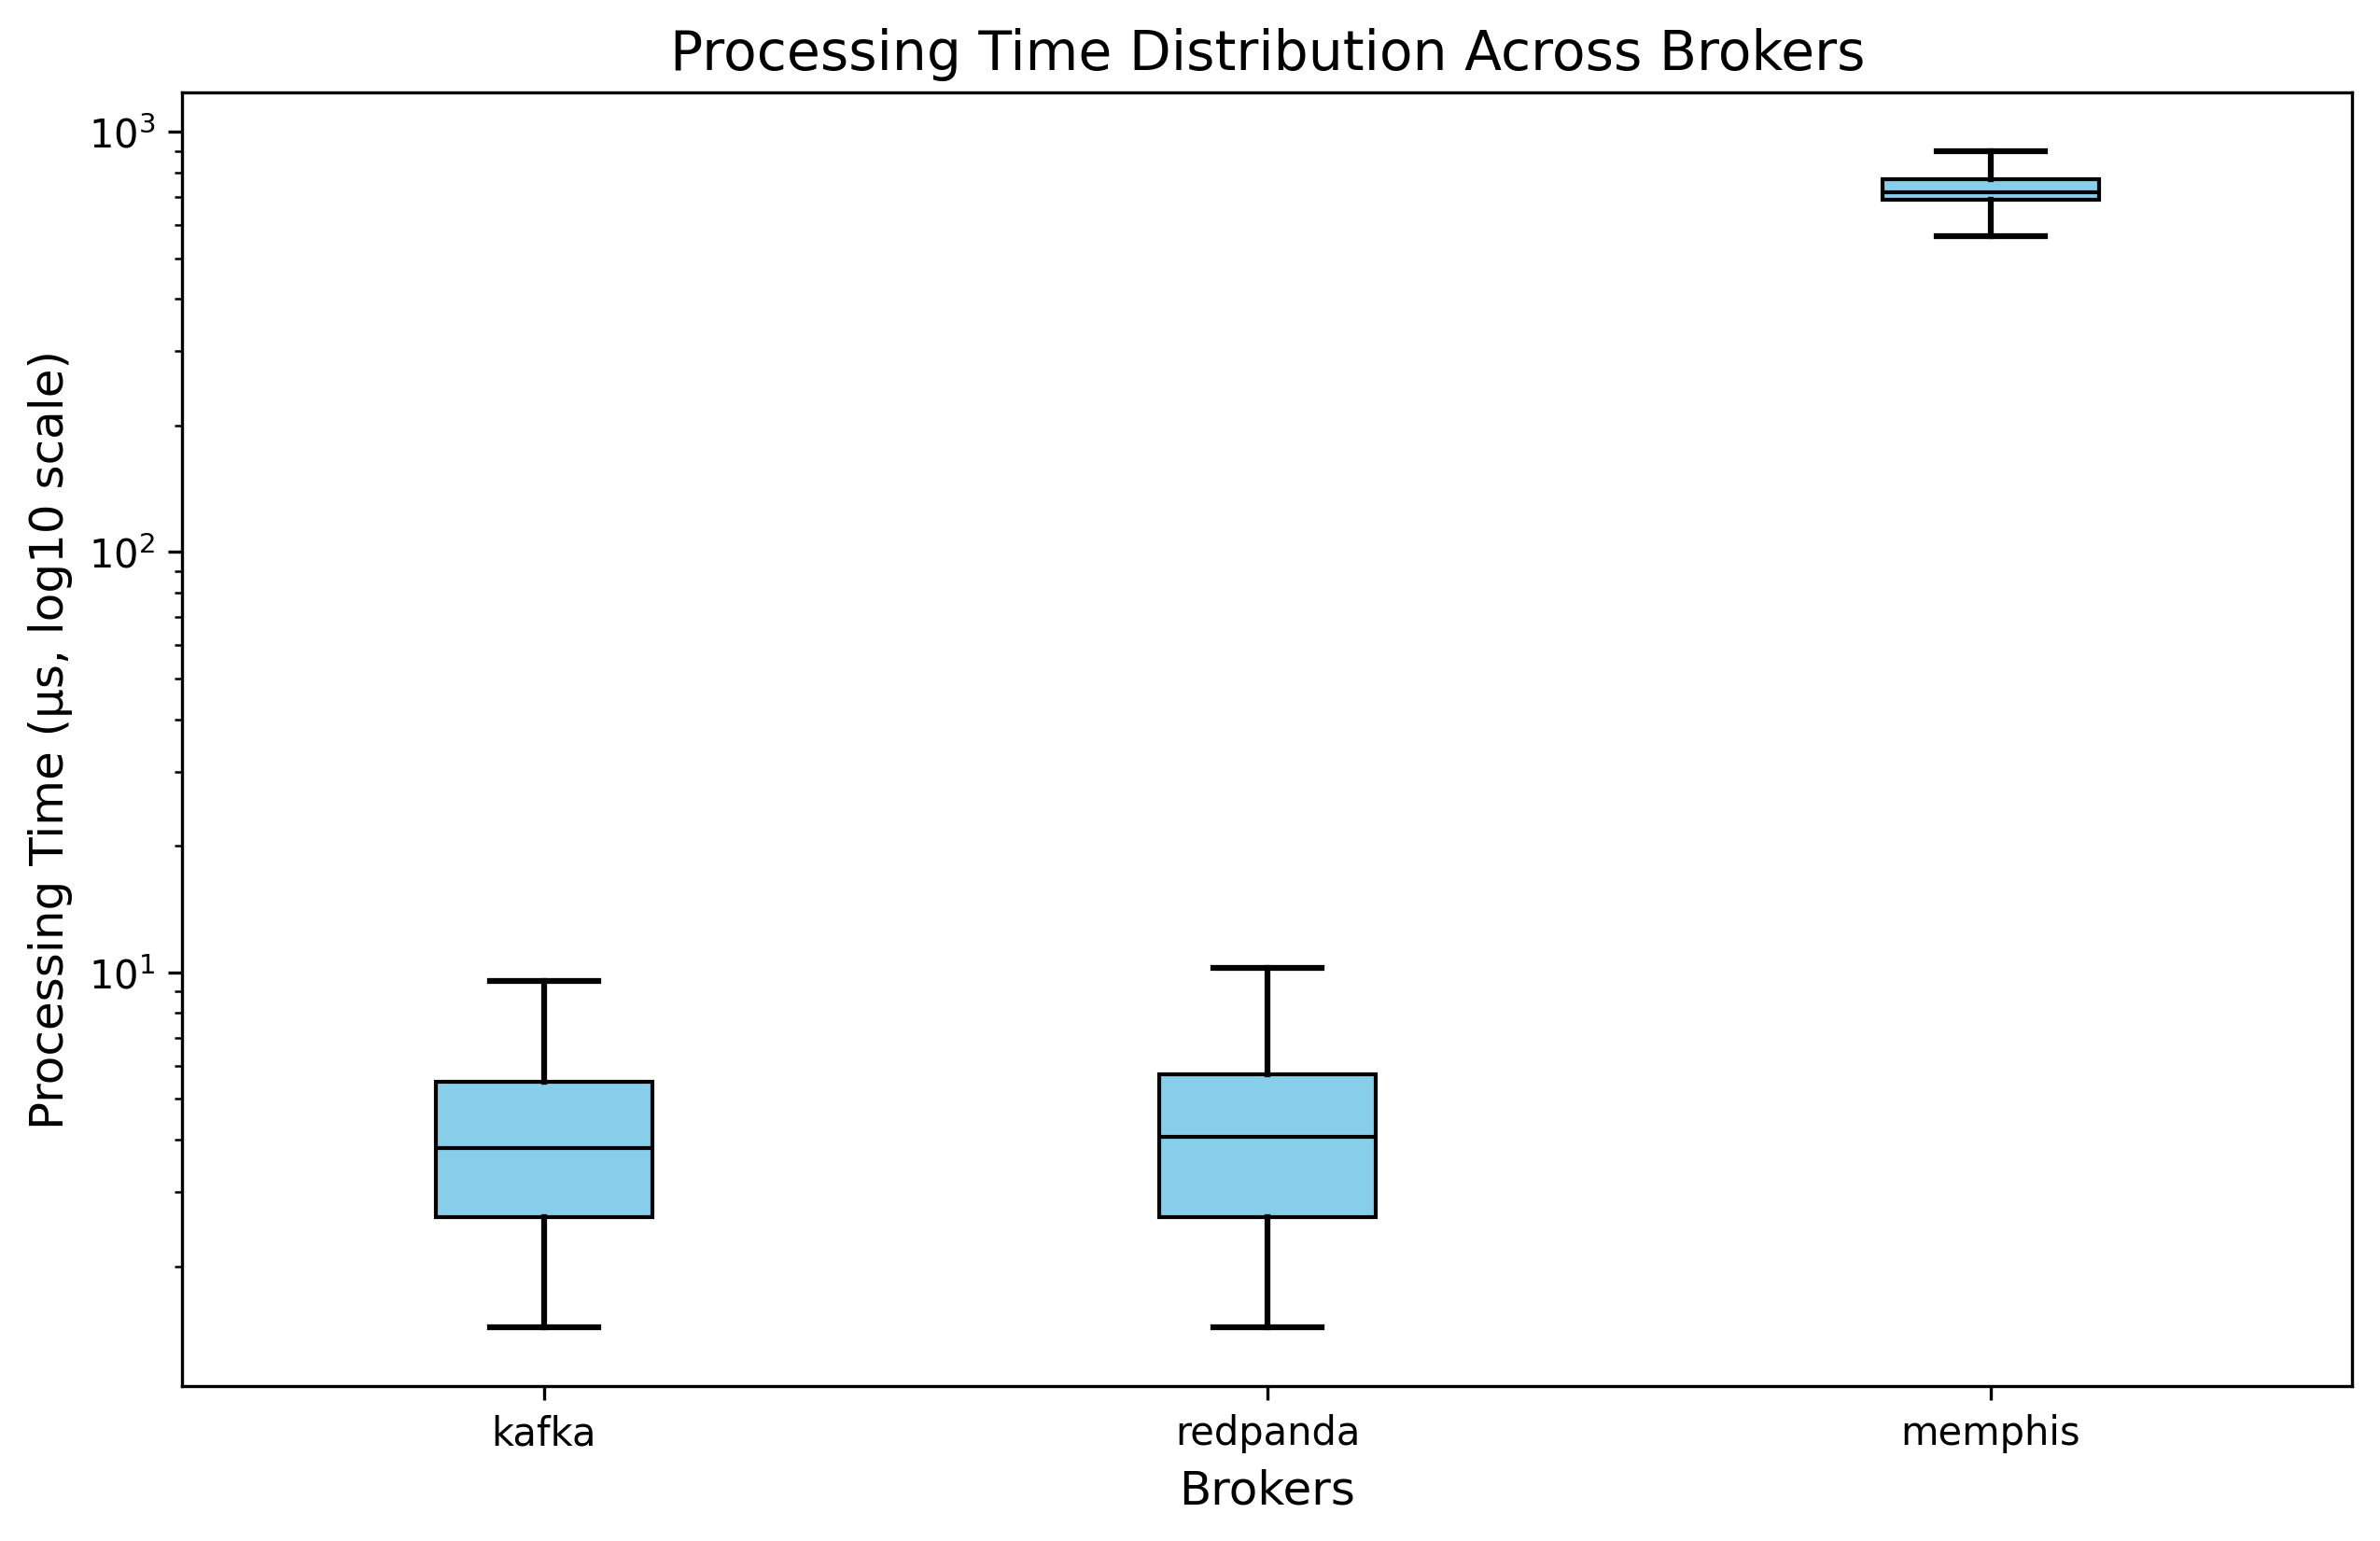 Processing Time Distribution Across Brokers
Processing Time (µs, log10 scale)
10³
10²
10¹
kafka
redpanda
memphis
Brokers